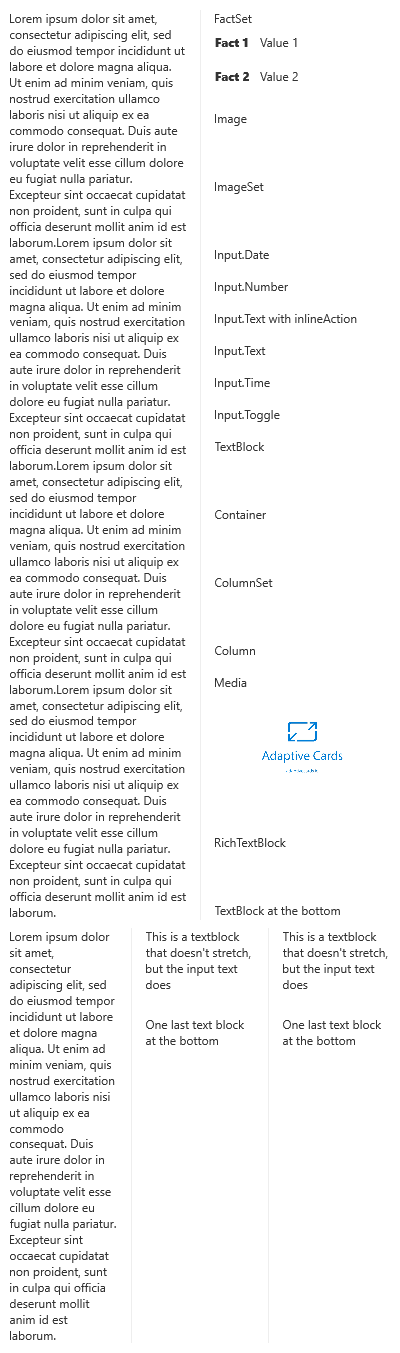 Lorem ipsum dolor sit amet,
consectetur adipiscing elit, sed
do eiusmod tempor incididunt ut
labore et dolore magna aliqua.
Ut enim ad minim veniam, quis
nostrud exercitation ullamco
laboris nisi ut aliquip ex ea
commodo consequat. Duis aute
irure dolor in reprehenderit in
voluptate velit esse cillum dolore
eu fugiat nulla pariatur.
Excepteur sint occaecat cupidatat
non proident, sunt in culpa qui
officia deserunt mollit anim id est
laborum.Lorem ipsum dolor sit
amet, consectetur adipiscing elit,
sed do eiusmod tempor
incididunt ut labore et dolore
magna aliqua. Ut enim ad minim
veniam, quis nostrud exercitation
ullamco laboris nisi ut aliquip ex
ea commodo consequat. Duis
aute irure dolor in reprehenderit
in voluptate velit esse cillum
dolore eu fugiat nulla pariatur.
Excepteur sint occaecat cupidatat
non proident, sunt in culpa qui
officia deserunt mollit anim id est
laborum.Lorem ipsum dolor sit
amet, consectetur adipiscing elit,
sed do eiusmod tempor
incididunt ut labore et dolore
magna aliqua. Ut enim ad minim
veniam, quis nostrud exercitation
ullamco laboris nisi ut aliquip ex
ea commodo consequat. Duis
aute irure dolor in reprehenderit
in voluptate velit esse cillum
dolore eu fugiat nulla pariatur.
Excepteur sint occaecat cupidatat
non proident, sunt in culpa qui
officia deserunt mollit anim id est
laborum.Lorem ipsum dolor sit
amet, consectetur adipiscing elit,
sed do eiusmod tempor
incididunt ut labore et dolore
magna aliqua. Ut enim ad minim
veniam, quis nostrud exercitation
ullamco laboris nisi ut aliquip ex
ea commodo consequat. Duis
aute irure dolor in reprehenderit
in voluptate velit esse cillum
dolore eu fugiat nulla pariatur.
Excepteur sint occaecat cupidatat
non proident, sunt in culpa qui
officia deserunt mollit anim id est
laborum.
FactSet
Fact 1 Value 1
Fact 2 Value 2
Image
ImageSet
Input.Date
Input.Number
Input.Text with inlineAction
Input.Text
Input.Time
Input.Toggle
TextBlock
Container
ColumnSet
Column
Media
Adaptive Cards
RichTextBlock
TextBlock at the bottom
Lorem ipsum dolor
sit amet,
consectetur
adipiscing elit, sed
do eiusmod tempor
incididunt ut labore
et dolore magna
aliqua. Ut enim ad
minim veniam, quis
nostrud exercitation
ullamco laboris nisi
ut aliquip ex ea
commodo
consequat. Duis
aute irure dolor in
reprehenderit in
voluptate velit esse
cillum dolore eu
fugiat nulla pariatur.
Excepteur sint
occaecat cupidatat
non proident, sunt
in culpa qui officia
deserunt mollit
anim id est
laborum.
This is a textblock
that doesn't stretch,
but the input text
does
One last text block
at the bottom
This is a textblock
that doesn't stretch,
but the input text
does
One last text block
at the bottom